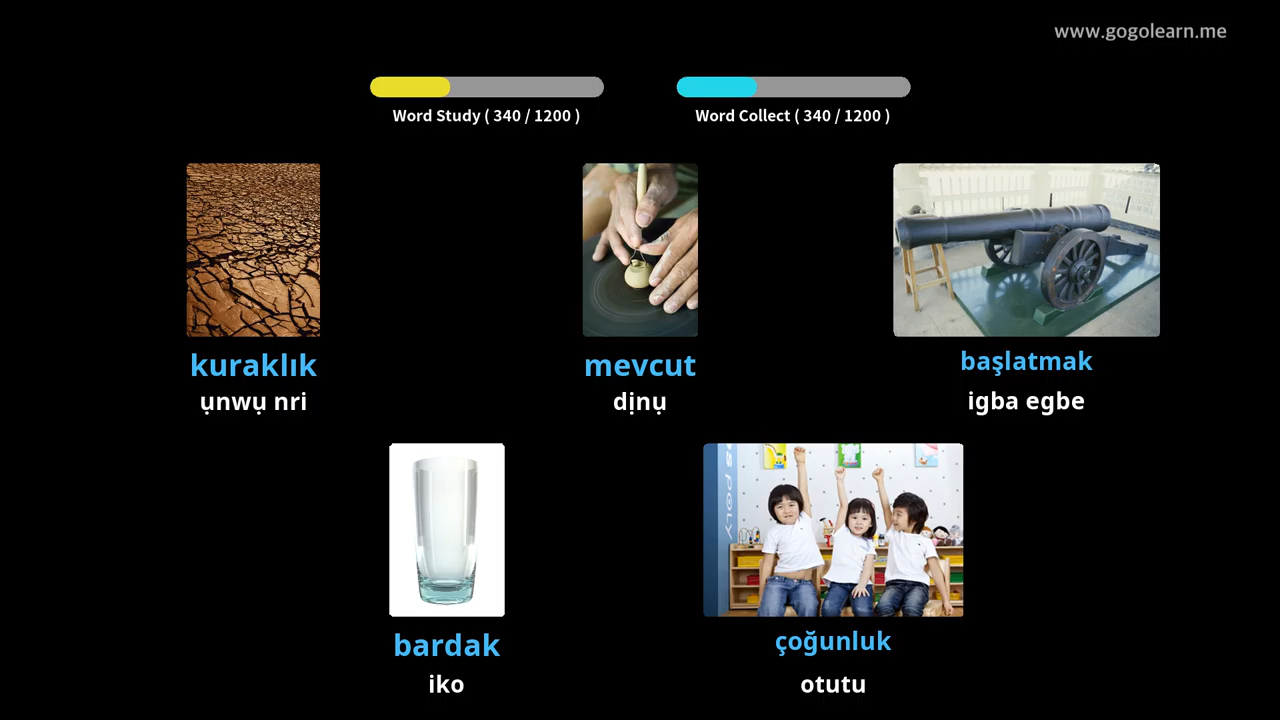 www.gogolearn.me
Word Study ( 340 / 1200 )
Word Collect ( 340 / 1200 )
kuraklık
ụnwụ nri
mevcut
dịnụ
başlatmak
igba egbe
bardak
iko
çoğunluk
otutu